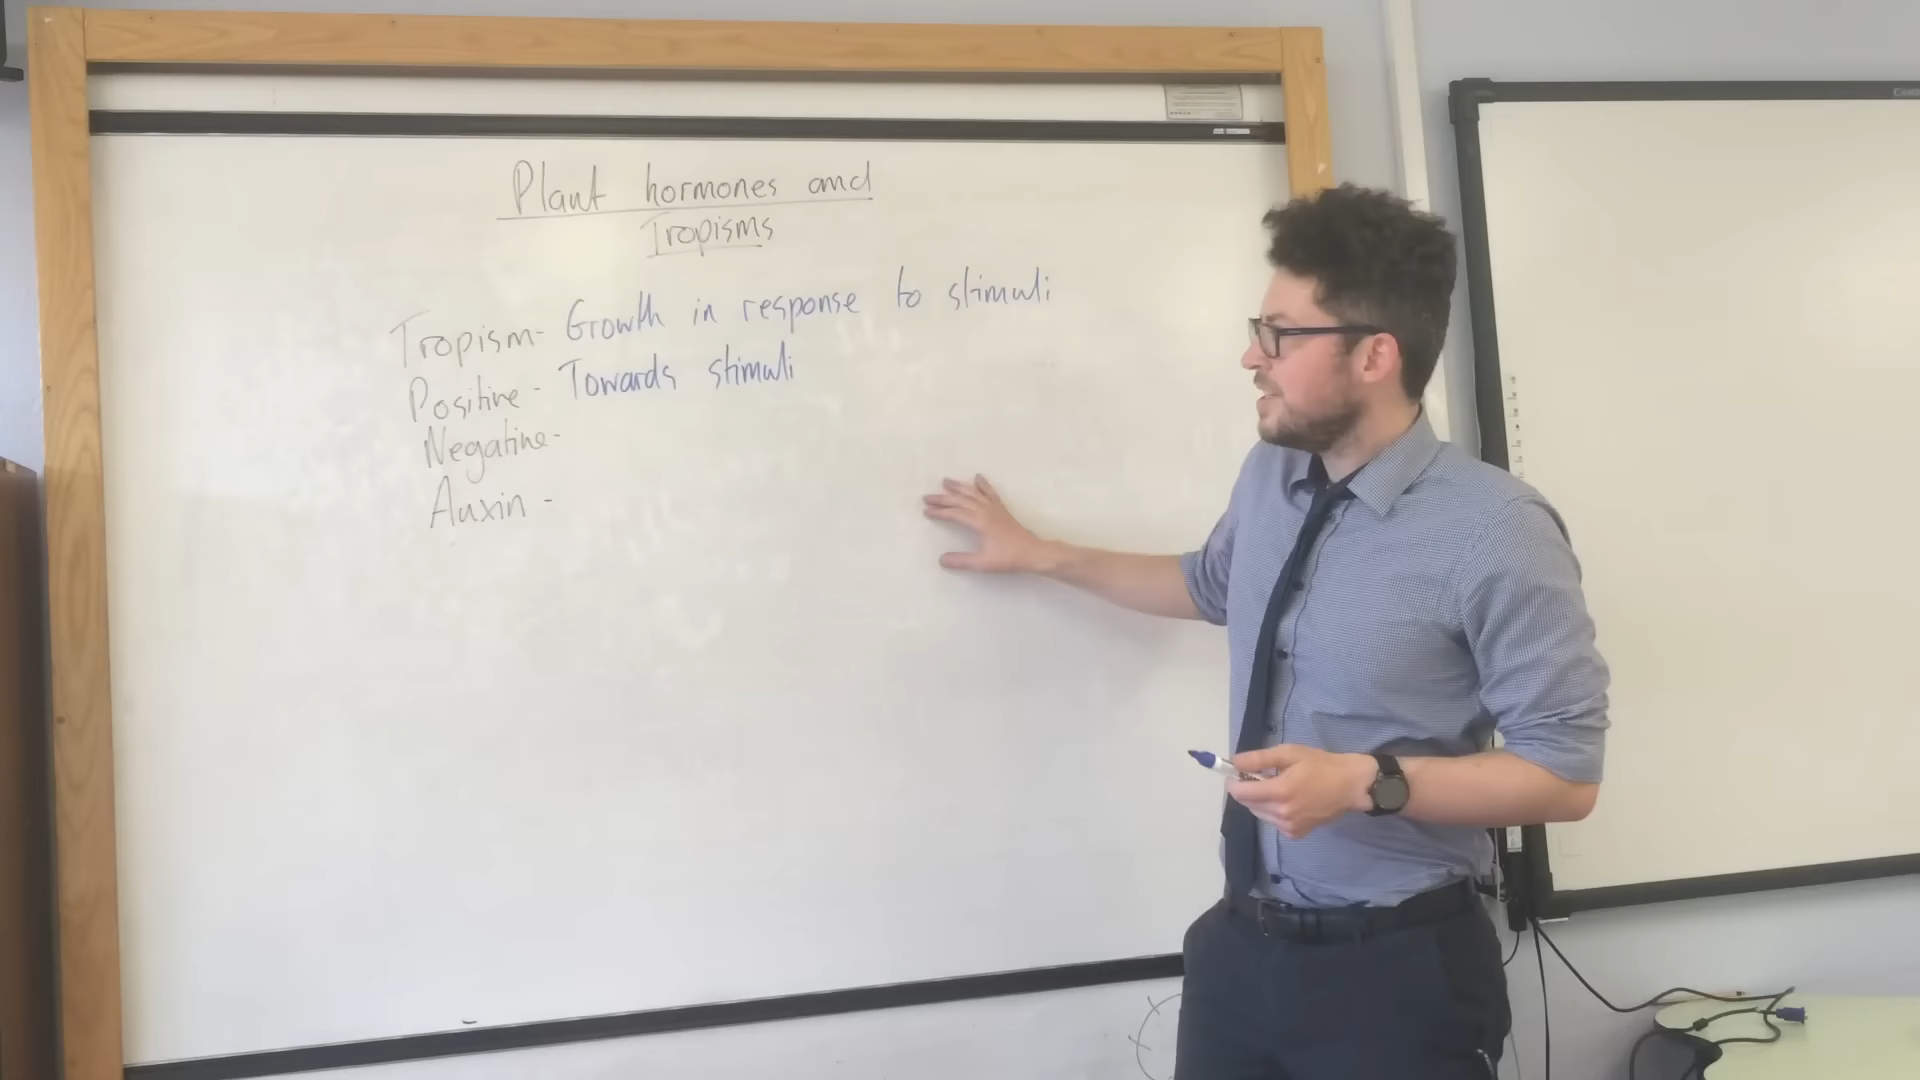 Plant hormones and
Tropisms
Tropism- Growth in response to stimuli
Positive - Towards stimuli
Negative-
Auxin -